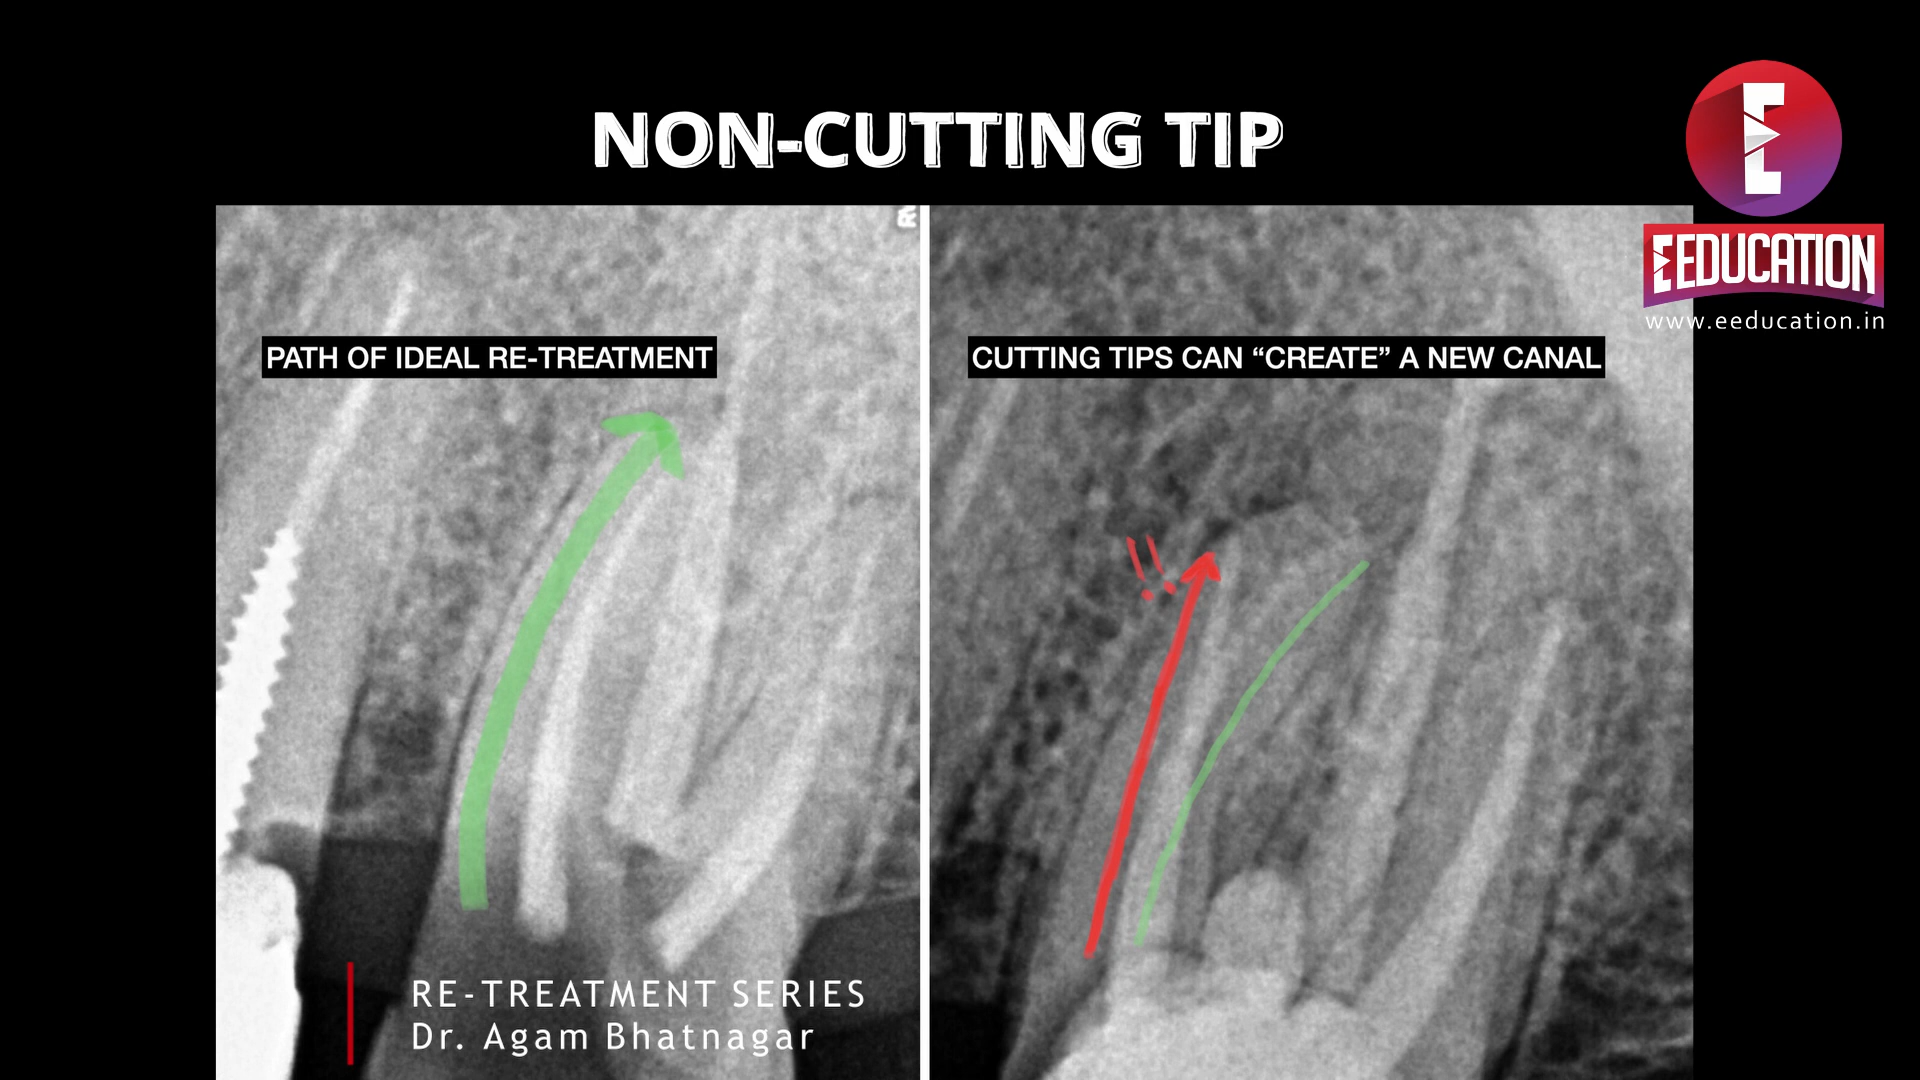 NON-CUTTING TIP
E
EEDUCATION
www.eeducation.in
R
PATH OF IDEAL RE-TREATMENT
CUTTING TIPS CAN “CREATE” A NEW CANAL
!!
RE-TREATMENT SERIES
Dr. Agam Bhatnagar